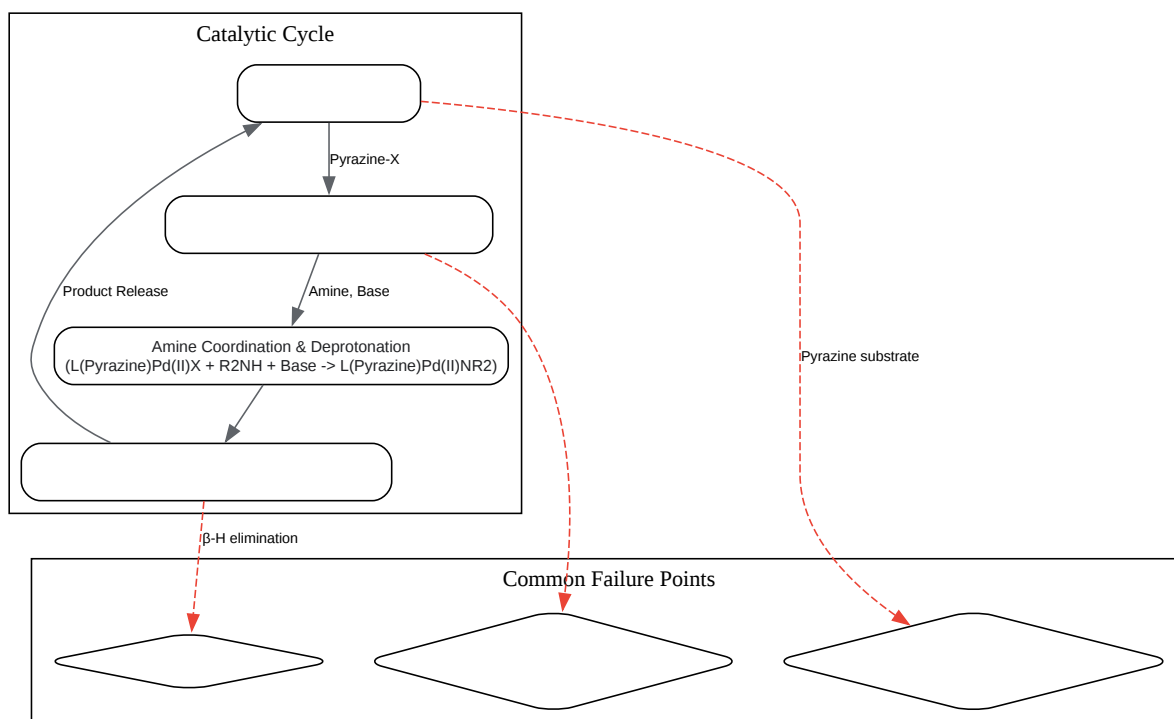 Catalytic Cycle
Pyrazine-X
Product Release
Amine, Base
Amine Coordination & Deprotonation
(L(Pyrazine)Pd(II)X + R2NH + Base -> L(Pyrazine)Pd(II)NR2)
Pyrazine substrate
β-H elimination
Common Failure Points